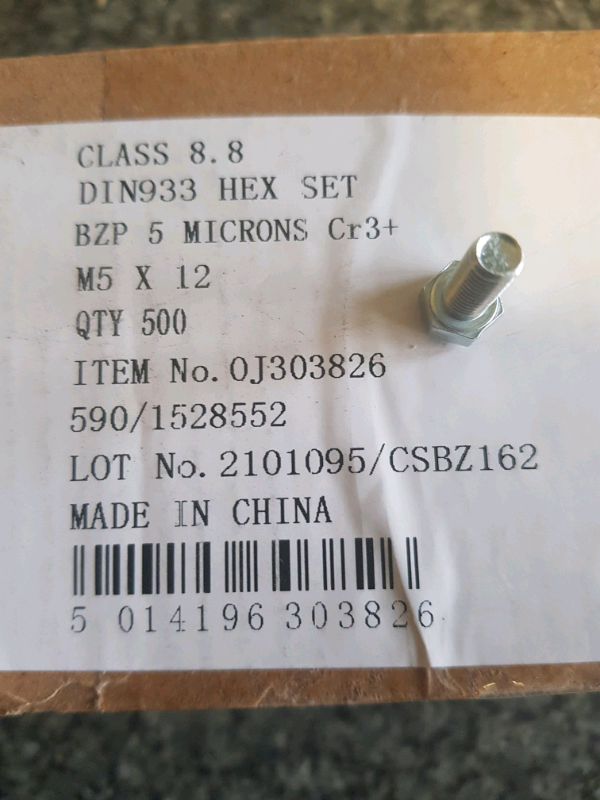 CLASS 8.8
DIN933 HEX SET
BZP 5 MICRONS Cr3+
M5 X 12
QTY 500
ITEM No. OJ303826
590/1528552
LOT No. 2101095/CSBZ162
MADE IN CHINA
5 014196 303826